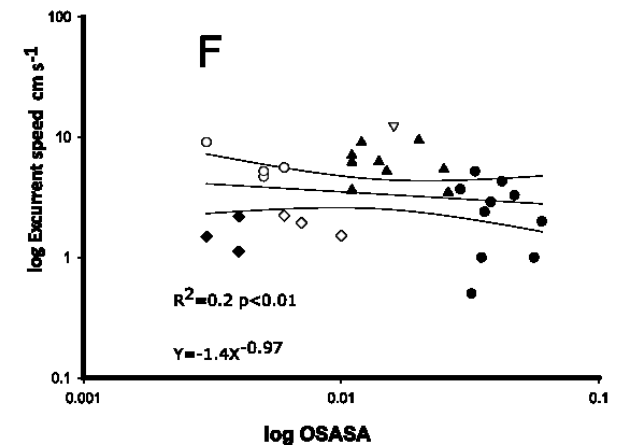 F
100
10
1
0.1
log Excurrent speed cm s-1
R2=0.2 p<0.01
Y=-1.4X-0.97
0.001 0.01 0.1
log OSASA